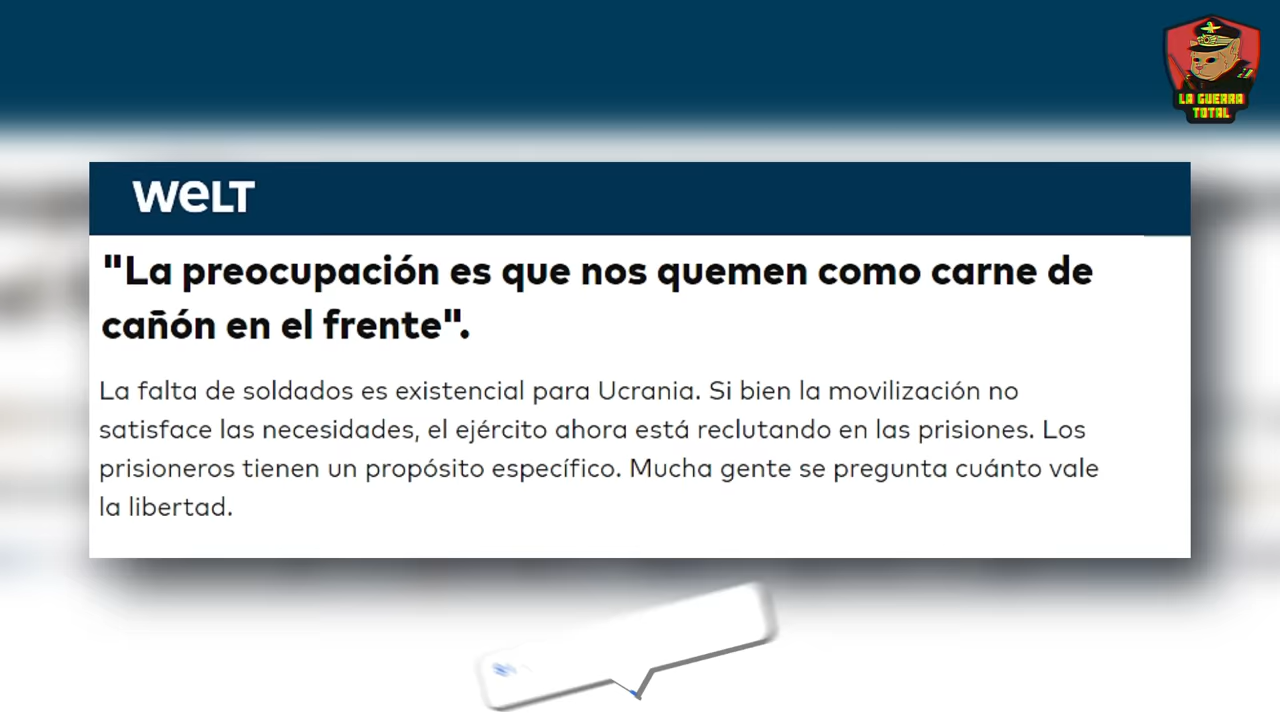 LA GUERRA
TOTAL
WELT
"La preocupación es que nos quemen como carne de
cañón en el frente".
La falta de soldados es existencial para Ucrania. Si bien la movilización no
satisface las necesidades, el ejército ahora está reclutando en las prisiones. Los
prisioneros tienen un propósito específico. Mucha gente se pregunta cuánto vale
la libertad.